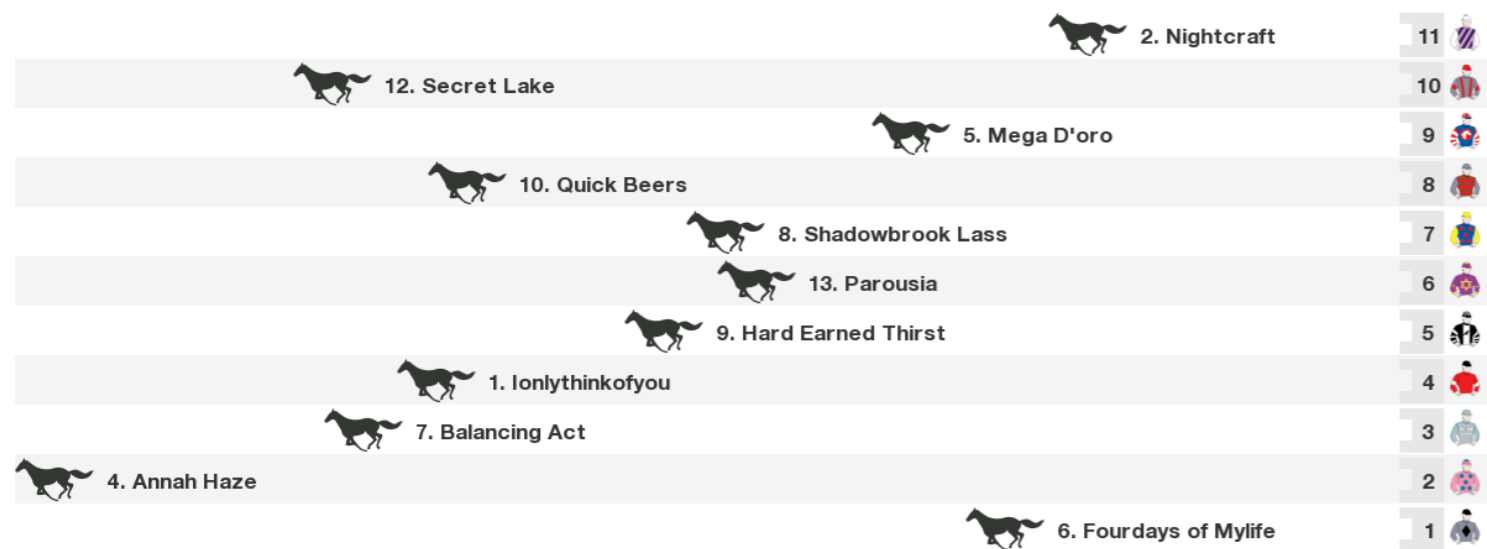 2. Nightcraft 11
12. Secret Lake 10
5. Mega D'oro 9
10. Quick Beers 8
8. Shadowbrook Lass 7
13. Parousia 6
9. Hard Earned Thirst 5
1. Ionlythinkofyou 4
7. Balancing Act 3
4. Annah Haze 2
6. Fourdays of Mylife 1